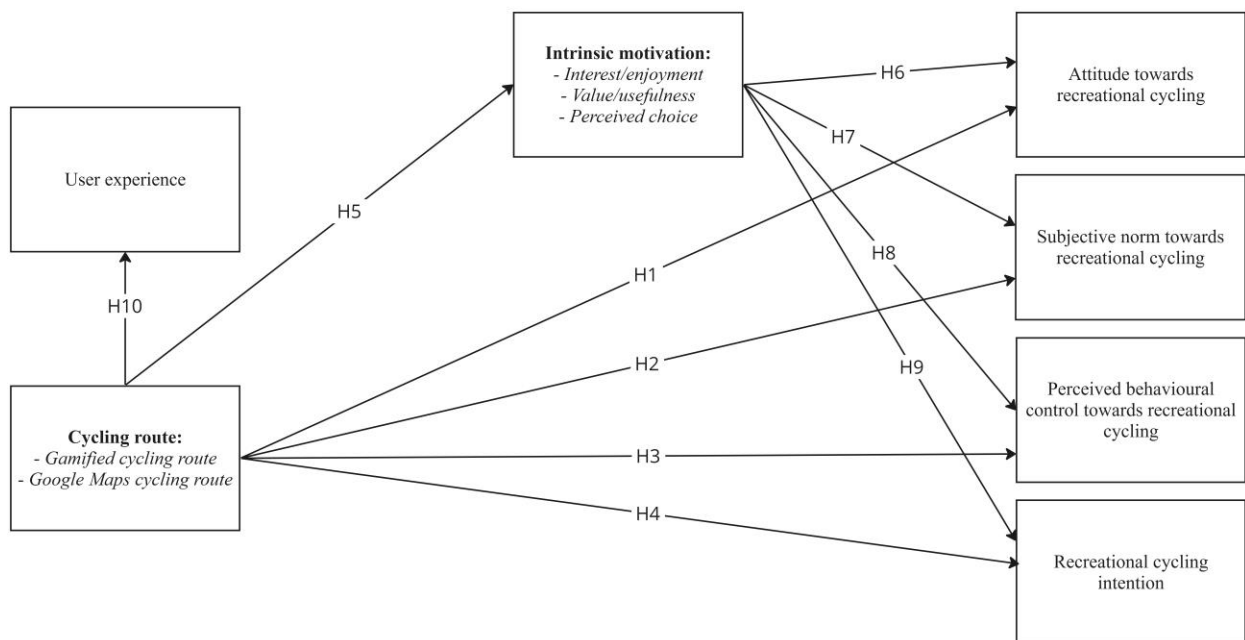 Intrinsic motivation:
- Interest/enjoyment
- Value/usefulness
- Perceived choice
H6
Attitude towards
recreational cycling
H7
User experience
H5
Subjective norm towards
recreational cycling
H8
H1
H10
H2
H9
Perceived behavioural
control towards recreational
cycling
Cycling route:
- Gamified cycling route
- Google Maps cycling route
H3
H4
Recreational cycling
intention